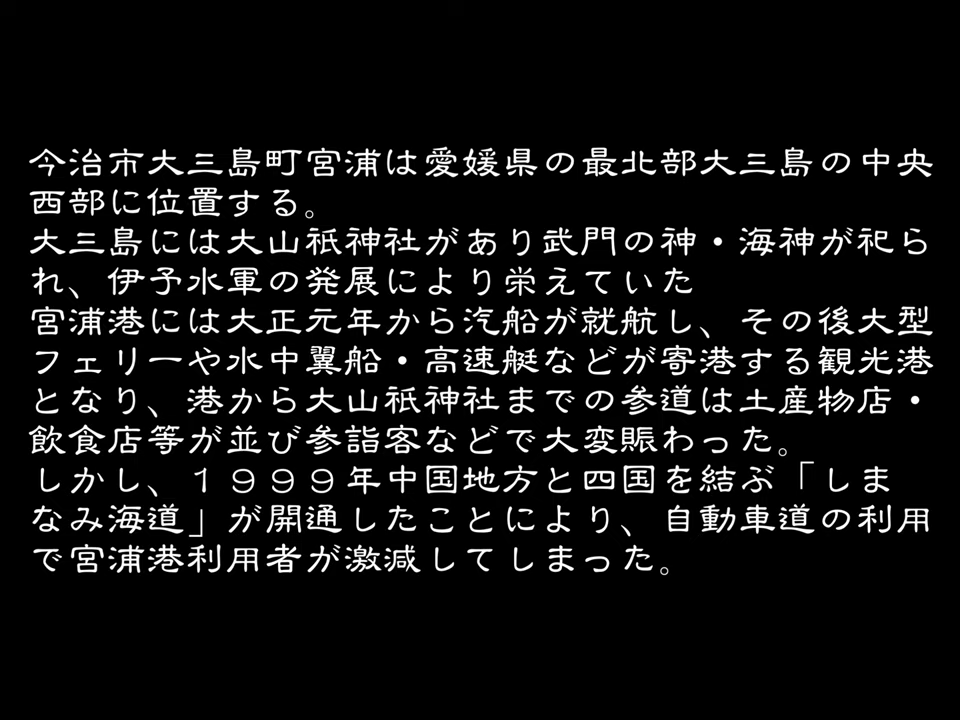 今治市大三島町宮浦は愛媛県の最北部大三島の中央
西部に位置する。
大三島には大山祇神社があり武門の神・海神が祀ら
れ、伊予水軍の発展により栄えていた
宮浦港には大正元年から汽船が就航し、その後大型
フェリーや水中翼船・高速艇などが寄港する観光港
となり、港から大山祇神社までの参道は土産物店・
飲食店等が並び参詣客などで大変賑わった。
しかし、１９９９年中国地方と四国を結ぶ「しま
なみ海道」が開通したことにより、自動車道の利用
で宮浦港利用者が激減してしまった。